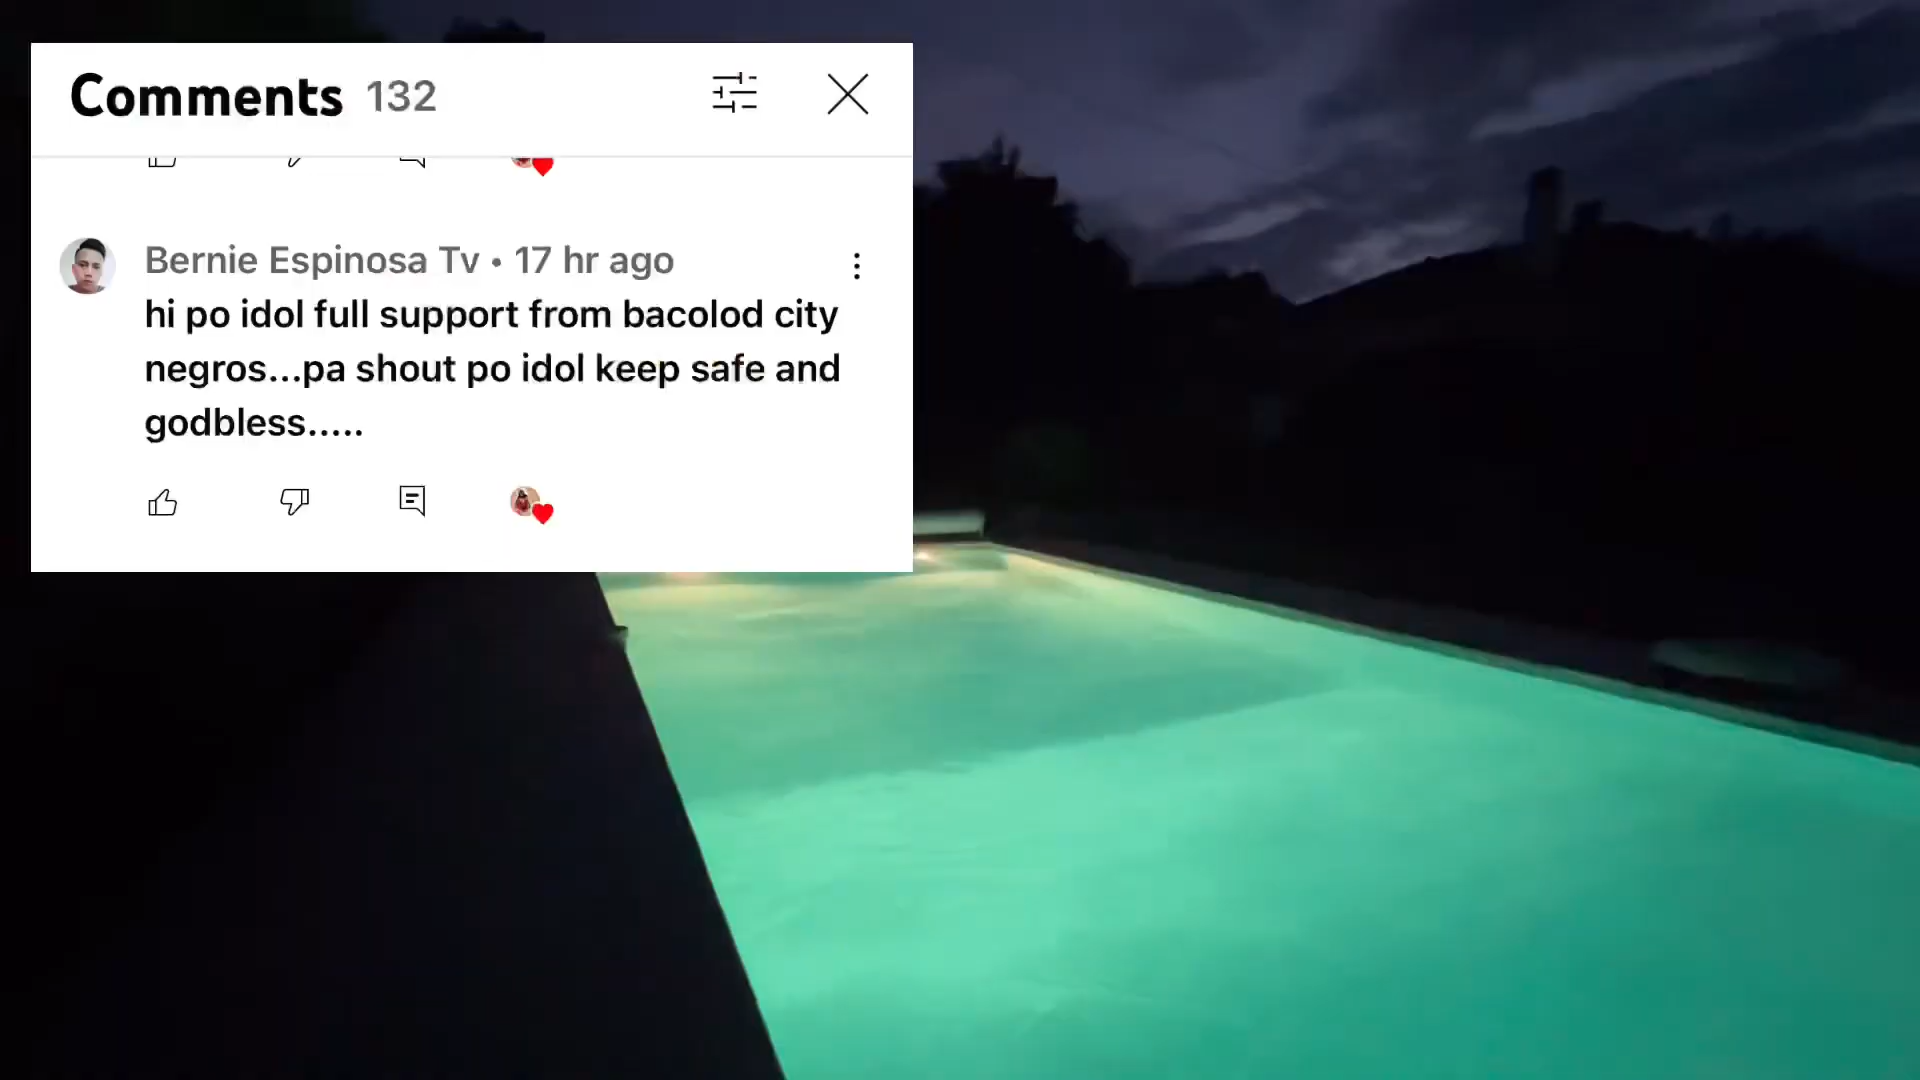 Comments 132
Bernie Espinosa Tv • 17 hr ago
hi po idol full support from bacolod city
negros...pa shout po idol keep safe and
godbless.....